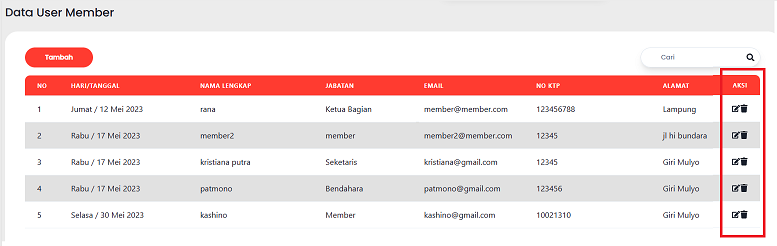 Data User Member
Tambah
Cari
NO HARI/TANGGAL NAMA LENGKAP JABATAN EMAIL NO KTP ALAMAT AKSI
1 Jumat / 12 Mei 2023 rana Ketua Bagian member@member.com 123456788 Lampung
2 Rabu / 17 Mei 2023 member2 member member2@member.com 12345 jl hi bundara
3 Rabu / 17 Mei 2023 kristiana putra Seketaris kristiana@gmail.com 12345 Giri Mulyo
4 Rabu / 17 Mei 2023 patmono Bendahara patmono@gmail.com 123456 Giri Mulyo
5 Selasa / 30 Mei 2023 kashino Member kashino@gmail.com 10021310 Giri Mulyo